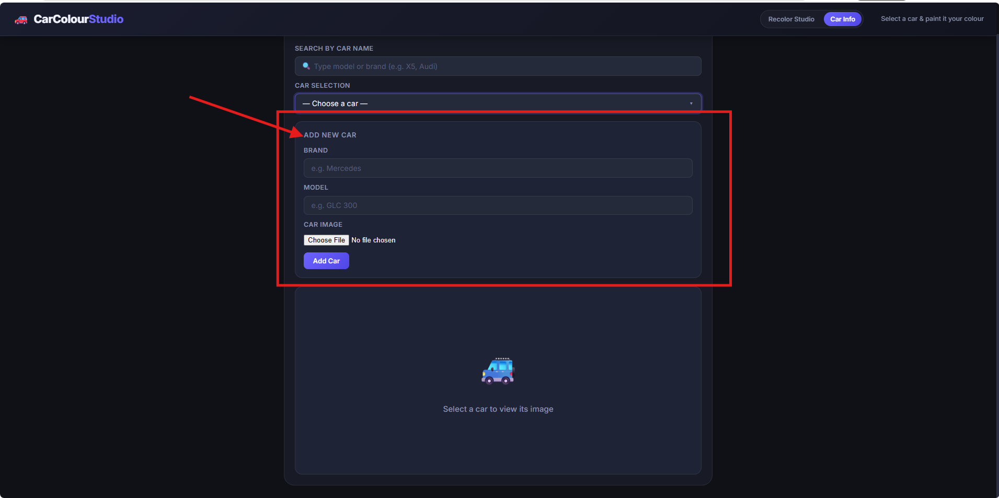 CarColourStudio
Recolor Studio
Car Info
Select a car & paint it your colour
SEARCH BY CAR NAME
Type model or brand (e.g. X5, Audi)
CAR SELECTION
— Choose a car —
ADD NEW CAR
BRAND
e.g. Mercedes
MODEL
e.g. GLC 300
CAR IMAGE
Choose File No file chosen
Add Car
Select a car to view its image